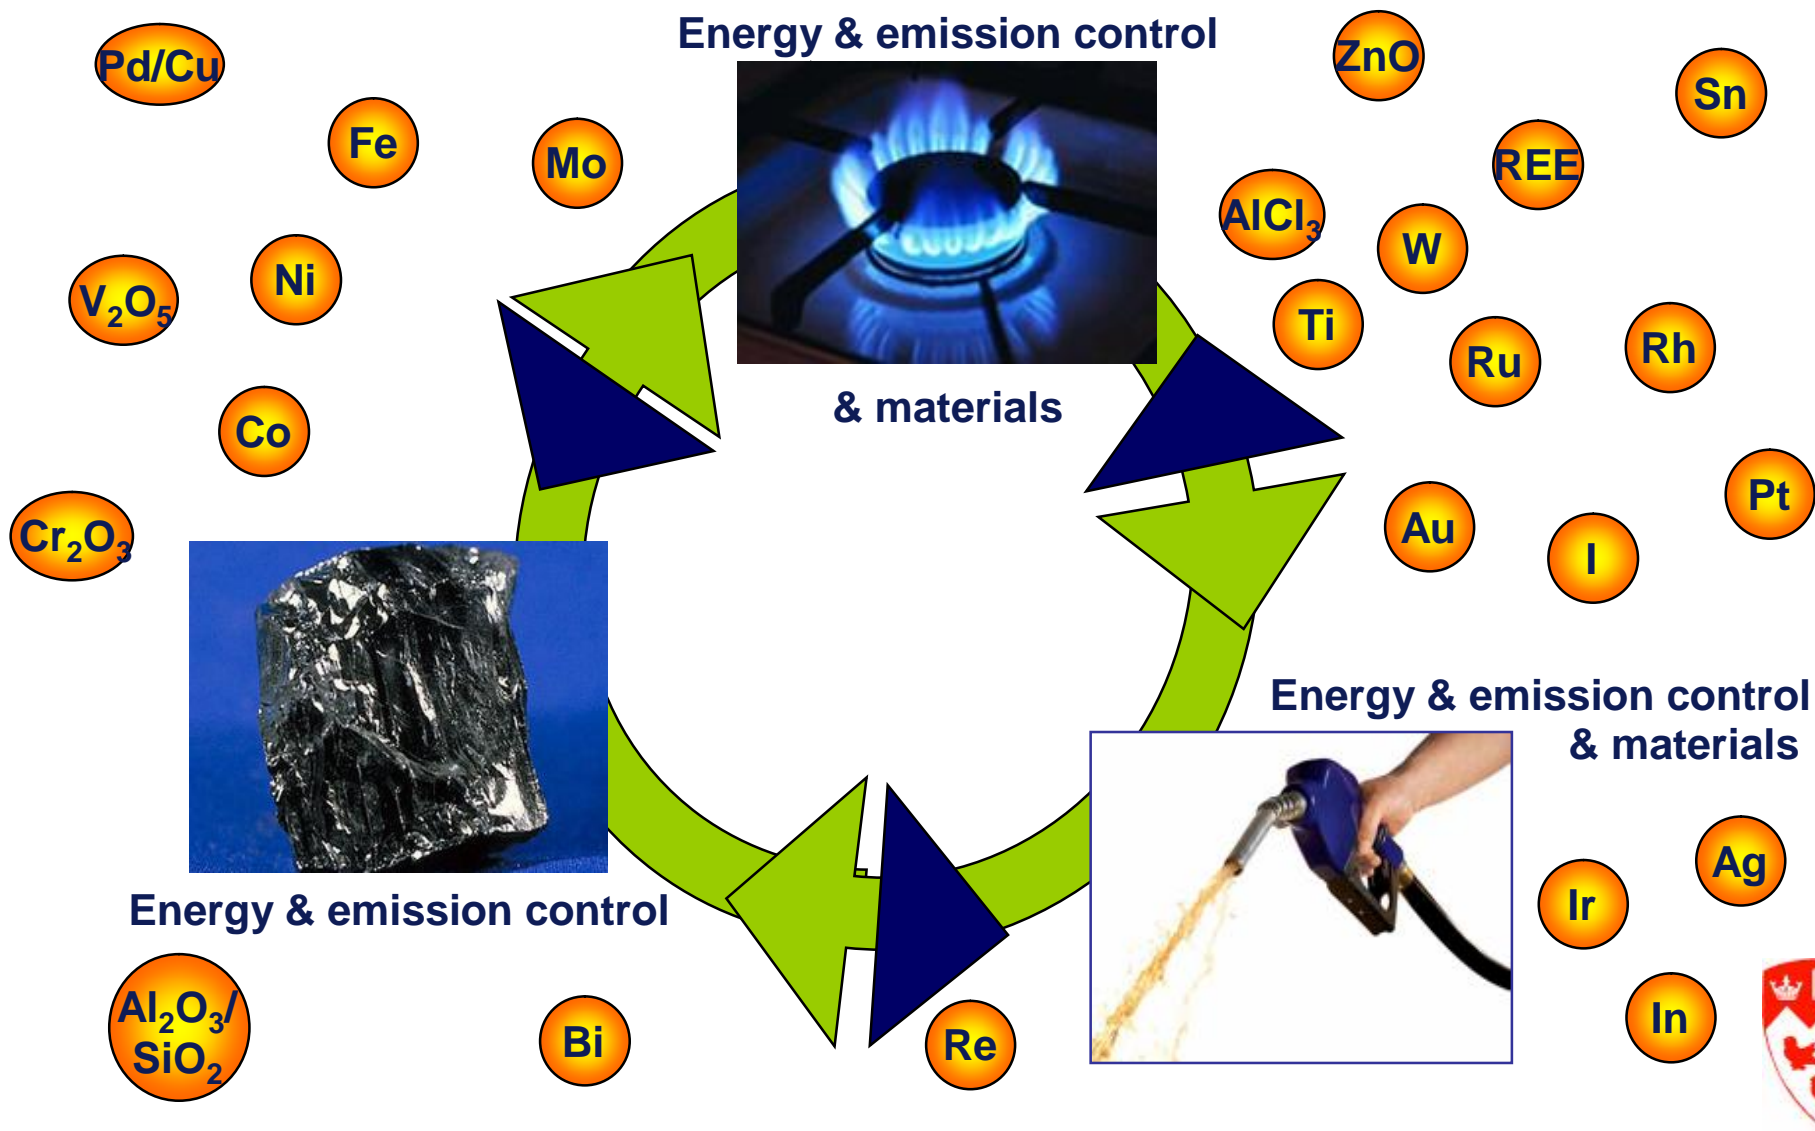 Energy & emission control
Pd/Cu
ZnO
Sn
Fe
Mo
REE
AlCl₃
W
V₂O₅
Ni
Ti
Ru
Rh
& materials
Co
Pt
Cr₂O₃
Au
I
Energy & emission control
& materials
Energy & emission control
Ag
Ir
Al₂O₃/
SiO₂
Bi
Re
In